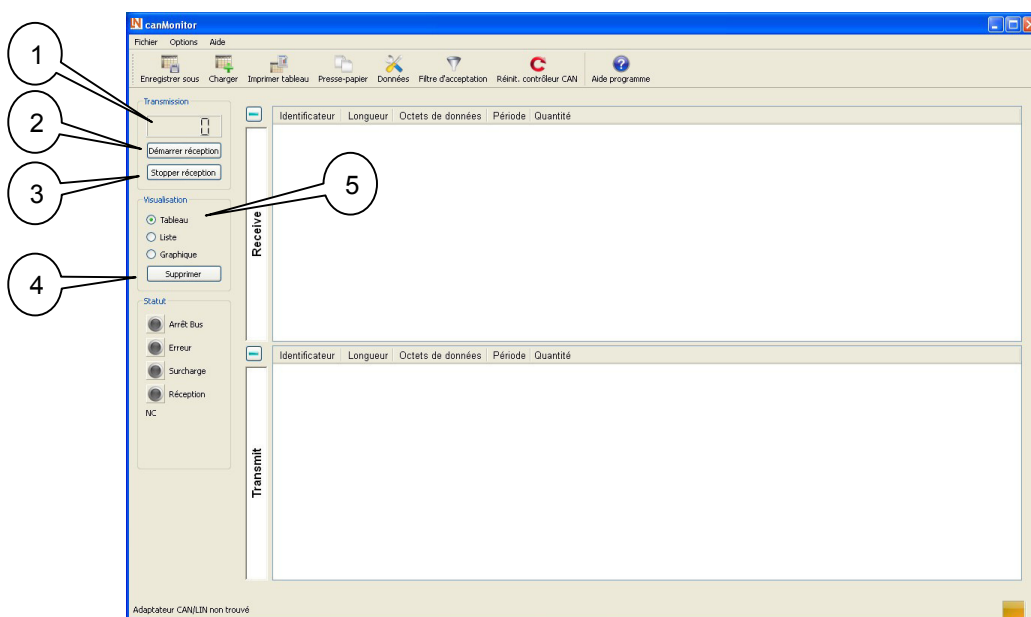 canMonitor
Fichier Options Aide
Enregistrer sous Charger Imprimer tableau Presse-papier Données Filtre d'acceptation Réinit. contrôleur CAN Aide programme
1
2
3
4
5
Transmission
0
Démarrer réception
Stopper réception
Visualisation
Tableau
Liste
Graphique
Supprimer
Statut
Arrêt Bus
Erreur
Surcharge
Réception
NC
Identificateur Longueur Octets de données Période Quantité
Receive
Identificateur Longueur Octets de données Période Quantité
Transmit
Adaptateur CAN/LIN non trouvé